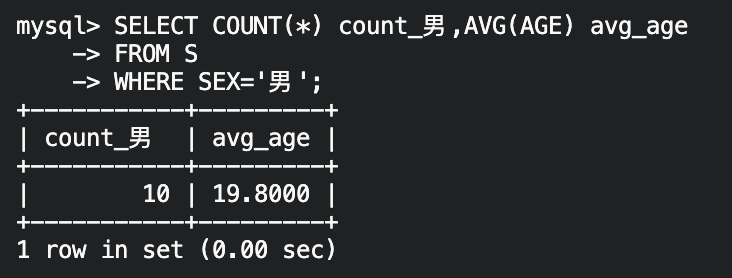 mysql> SELECT COUNT(*) count_男,AVG(AGE) avg_age
    -> FROM S
    -> WHERE SEX='男';
+-----------+---------+
| count_男  | avg_age |
+-----------+---------+
|        10 | 19.8000 |
+-----------+---------+
1 row in set (0.00 sec)